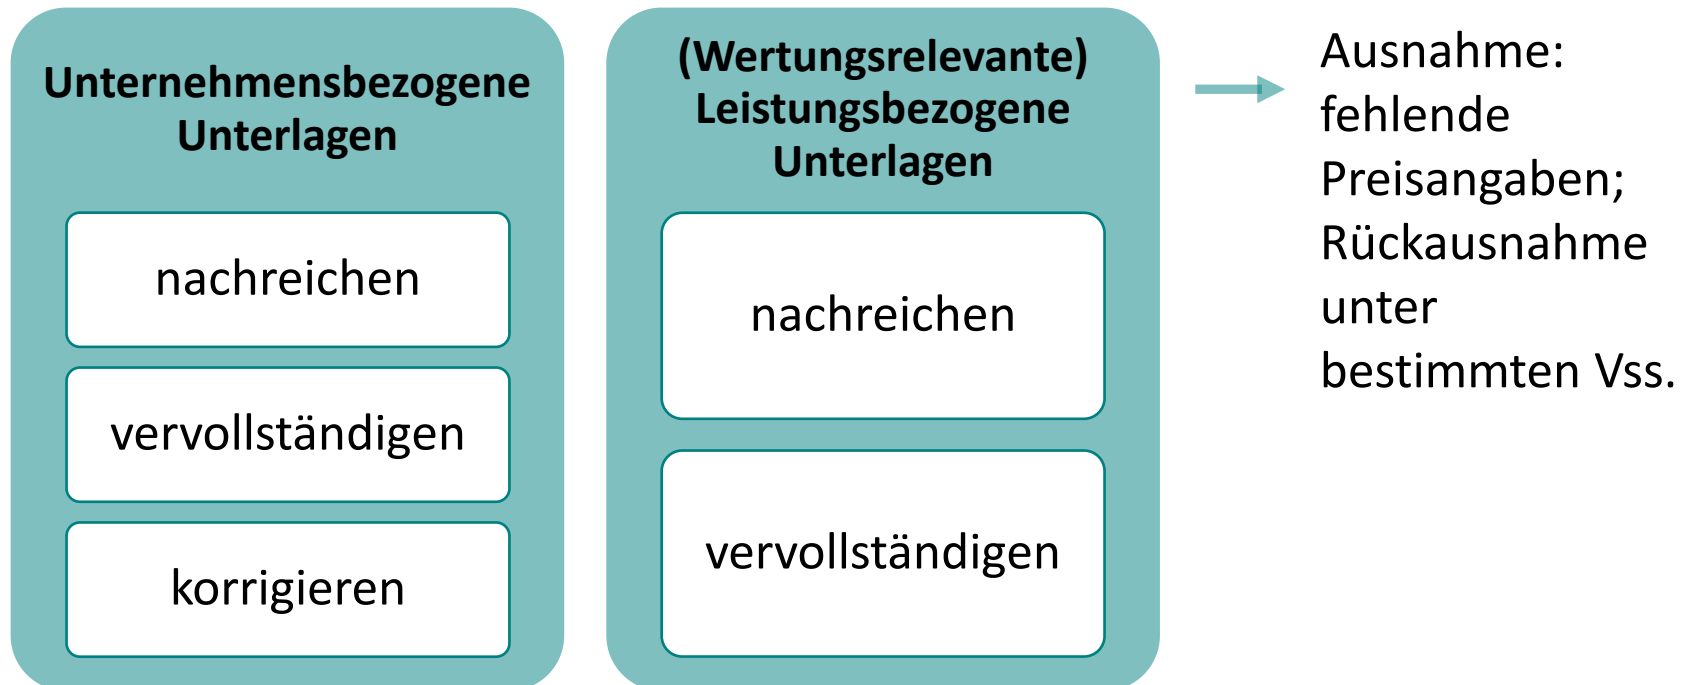 Unternehmensbezogene
Unterlagen
nachreichen
vervollständigen
korrigieren
(Wertungsrelevante)
Leistungsbezogene
Unterlagen
nachreichen
vervollständigen
Ausnahme:
fehlende
Preisangaben;
Rückausnahme
unter
bestimmten Vss.